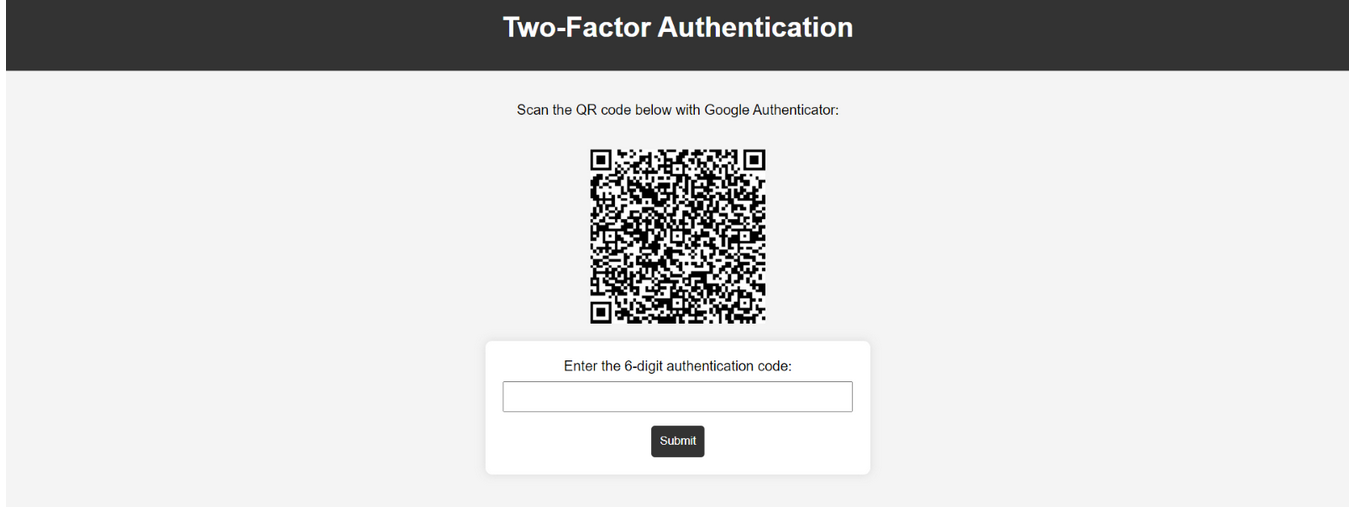 Two-Factor Authentication
Scan the QR code below with Google Authenticator:
Enter the 6-digit authentication code:
Submit